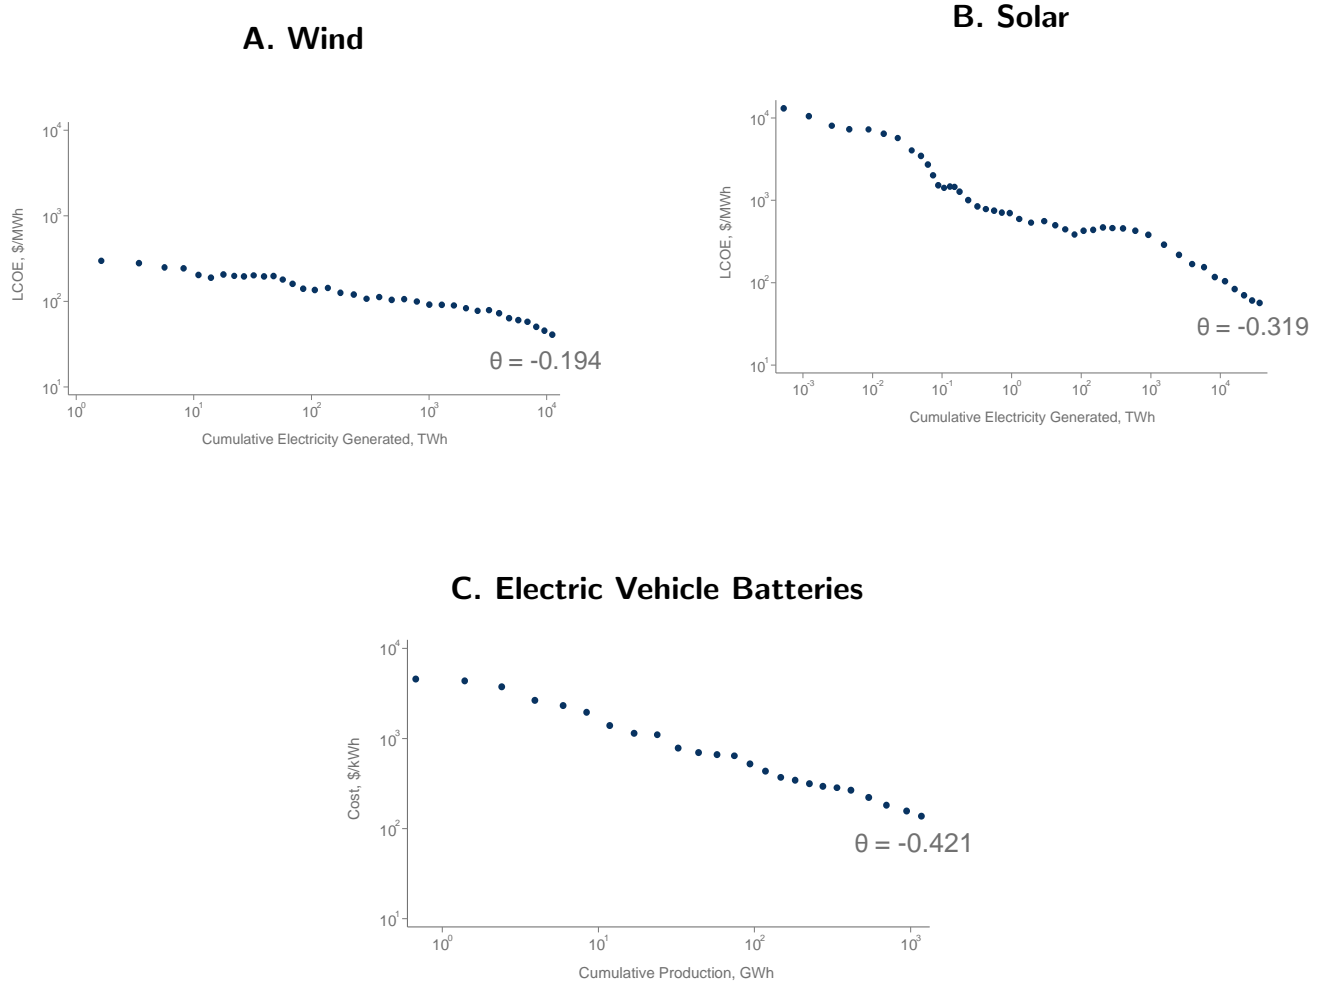 A. Wind
LCOE, $/MWh
10⁴
10³
10²
10¹
θ = -0.194
10⁰ 10¹ 10² 10³ 10⁴
Cumulative Electricity Generated, TWh
B. Solar
LCOE, $/MWh
10⁴
10³
10²
10¹
θ = -0.319
10⁻³ 10⁻² 10⁻¹ 10⁰ 10² 10³ 10⁴
Cumulative Electricity Generated, TWh
C. Electric Vehicle Batteries
Cost, $/kWh
10⁴
10³
10²
10¹
θ = -0.421
10⁰ 10¹ 10² 10³
Cumulative Production, GWh